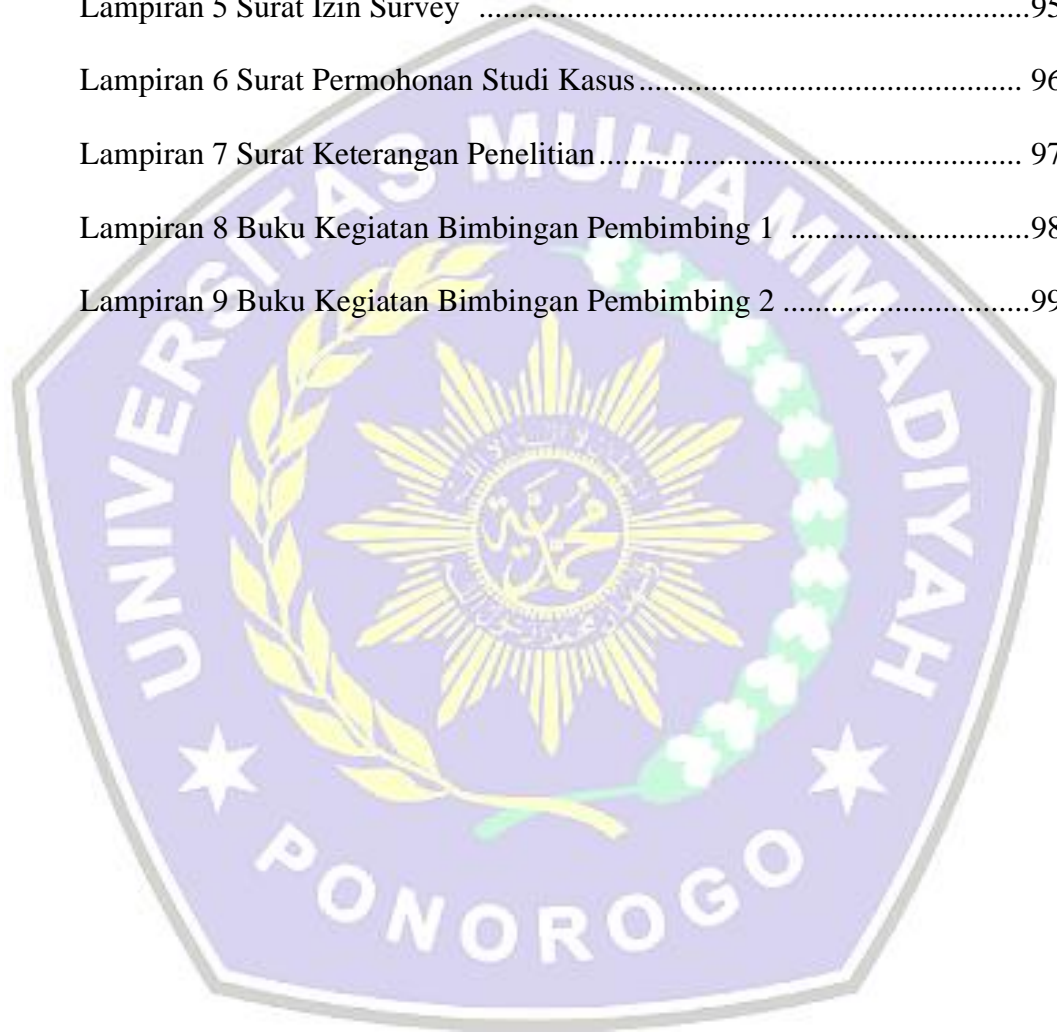 Lampiran 5 Surat Izin Survey ....................................................................95
Lampiran 6 Surat Permohonan Studi Kasus ............................................... 96
Lampiran 7 Surat Keterangan Penelitian .................................................... 97
Lampiran 8 Buku Kegiatan Bimbingan Pembimbing 1 .............................98
Lampiran 9 Buku Kegiatan Bimbingan Pembimbing 2 ..............................99
UNIVERSITAS MUHAMMADIYAH
PONOROGO
محمدية